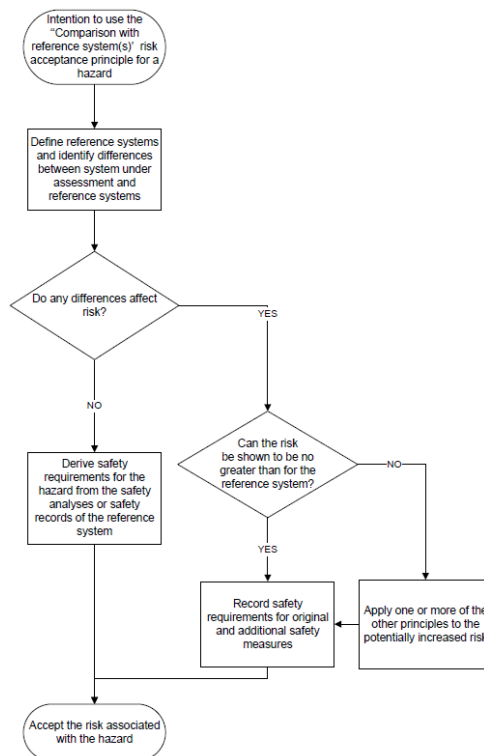 Intention to use the
“Comparison with
reference system(s)’ risk
acceptance principle for a
hazard
Define reference systems
and identify differences
between system under
assessment and
reference systems
Do any differences affect
risk?
YES
NO
Can the risk
be shown to be no
greater than for the
reference system?
NO
Derive safety
requirements for the
hazard from the safety
analyses or safety
records of the reference
system
YES
Record safety
requirements for original
and additional safety
measures
Apply one or more of the
other principles to the
potentially increased risk
Accept the risk associated
with the hazard